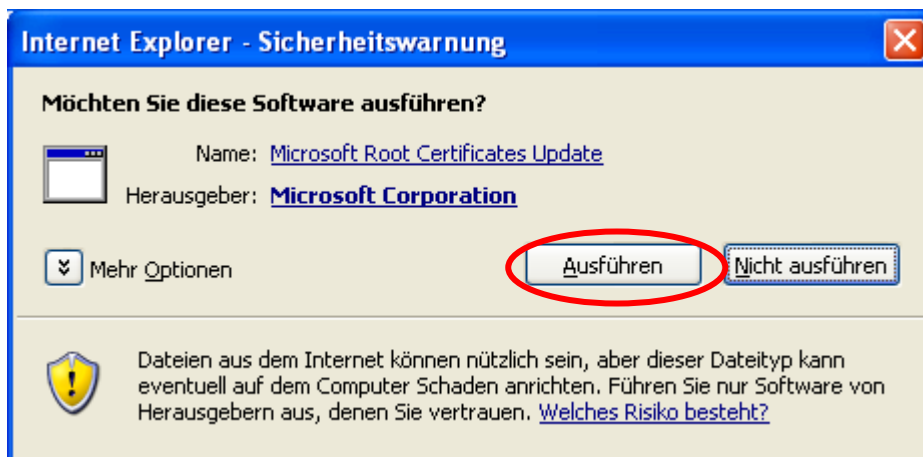 Internet Explorer - Sicherheitswarnung
Möchten Sie diese Software ausführen?
Name: Microsoft Root Certificates Update
Herausgeber: Microsoft Corporation
Mehr Optionen
Ausführen
Nicht ausführen
Dateien aus dem Internet können nützlich sein, aber dieser Dateityp kann
eventuell auf dem Computer Schaden anrichten. Führen Sie nur Software von
Herausgebern aus, denen Sie vertrauen. Welches Risiko besteht?